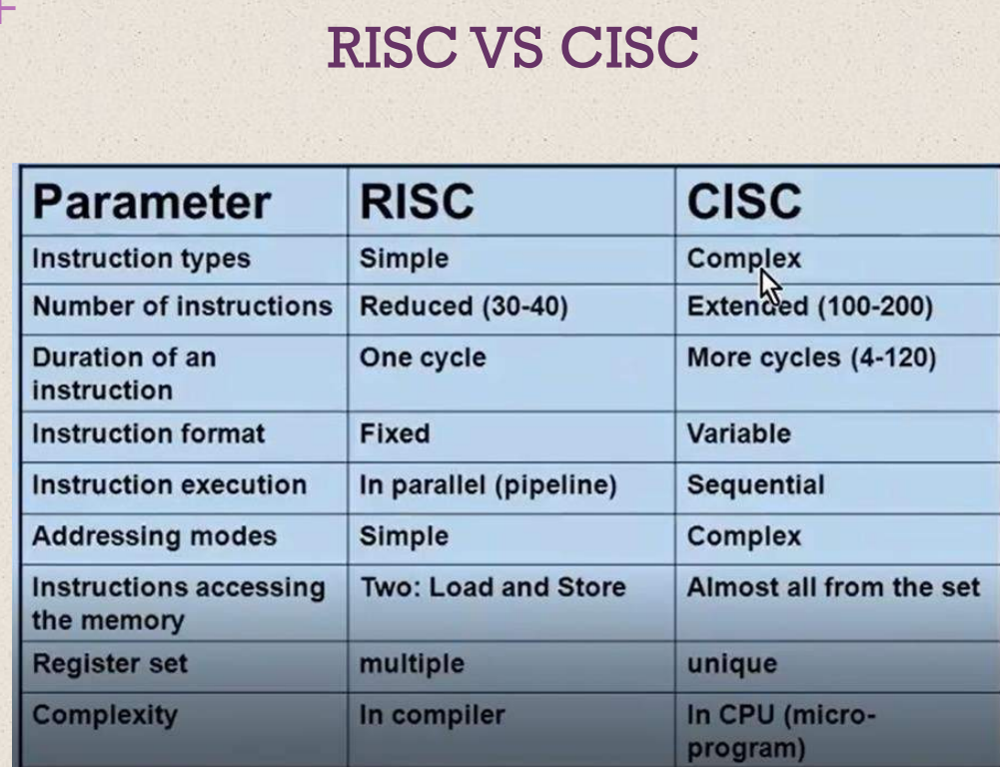 RISC VS CISC
Parameter RISC CISC
Instruction types Simple Complex
Number of instructions Reduced (30-40) Extended (100-200)
Duration of an One cycle More cycles (4-120)
instruction
Instruction format Fixed Variable
Instruction execution In parallel (pipeline) Sequential
Addressing modes Simple Complex
Instructions accessing Two: Load and Store Almost all from the set
the memory
Register set multiple unique
Complexity In compiler In CPU (micro-
program)